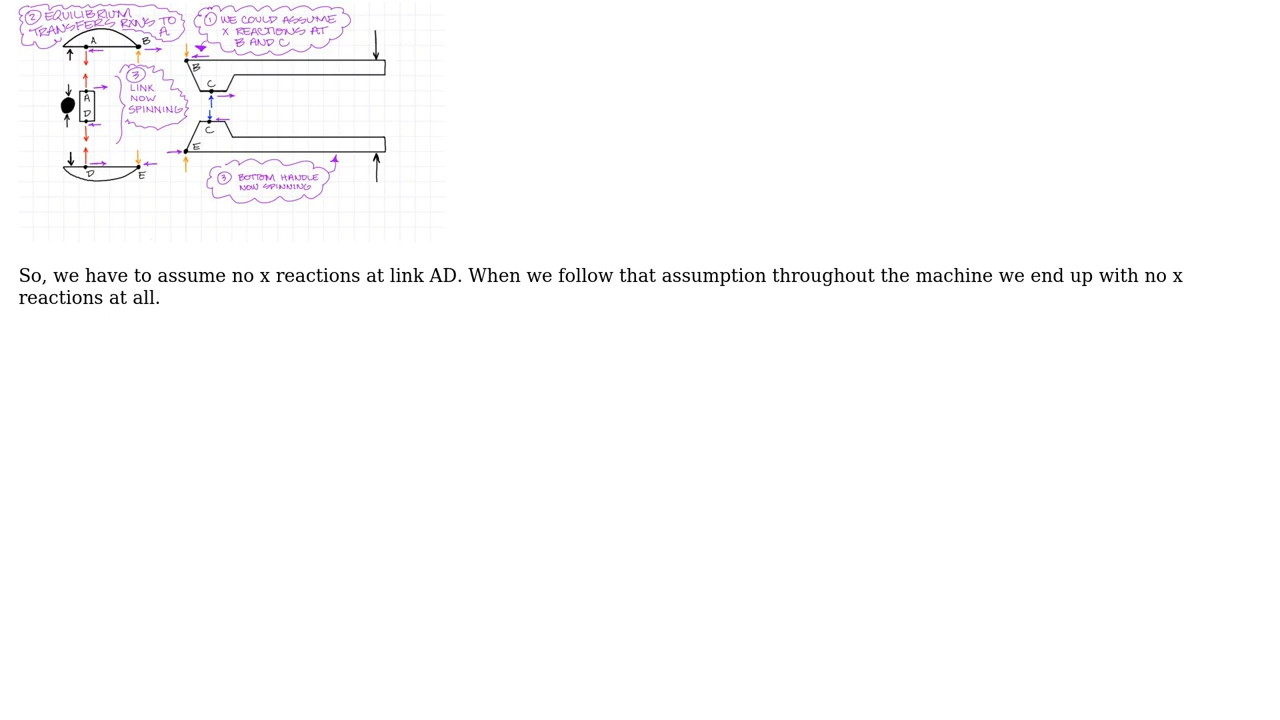 ② EQUILIBRIUM
TRANSFERS RXNS TO
A
① WE COULD ASSUME
X REACTIONS AT
B AND C
A
B
B
C
③
LINK
NOW
SPINNING
A
D
C
E
D
E
③ BOTTOM HANDLE
NOW SPINNING
So, we have to assume no x reactions at link AD. When we follow that assumption throughout the machine we end up with no x
reactions at all.